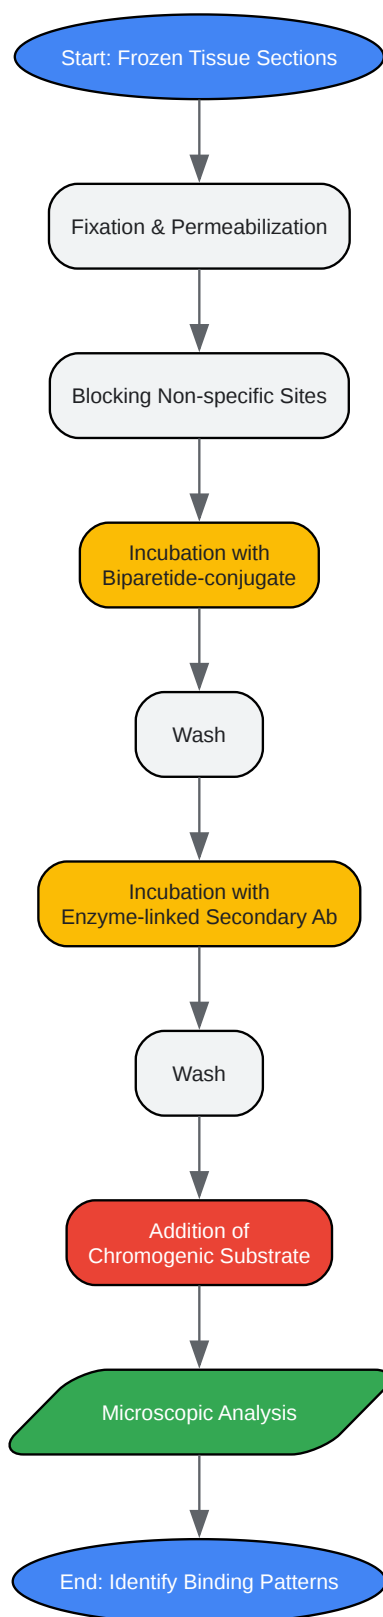 Start: Frozen Tissue Sections
Fixation & Permeabilization
Blocking Non-specific Sites
Incubation with
Biparetide-conjugate
Wash
Incubation with
Enzyme-linked Secondary Ab
Wash
Addition of
Chromogenic Substrate
Microscopic Analysis
End: Identify Binding Patterns